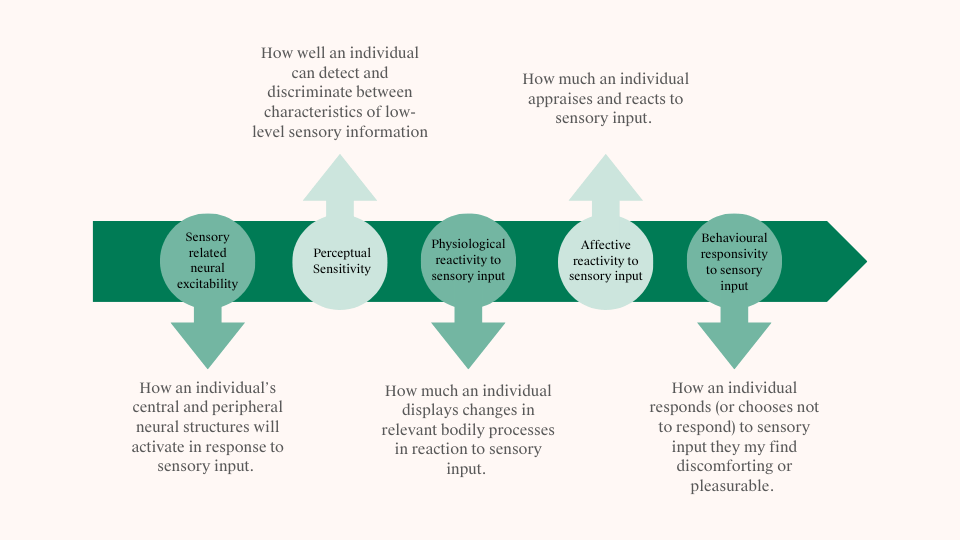 How well an individual
can detect and
discriminate between
characteristics of low-
level sensory information
How much an individual
appraises and reacts to
sensory input.
Sensory
related
neural
excitability
Perceptual
Sensitivity
Physiological
reactivity to
sensory input
Affective
reactivity to
sensory input
Behavioural
responsivity
to sensory
input
How an individual's
central and peripheral
neural structures will
activate in response to
sensory input.
How much an individual
displays changes in
relevant bodily processes
in reaction to sensory
input.
How an individual
responds (or chooses not
to respond) to sensory
input they my find
discomforting or
pleasurable.